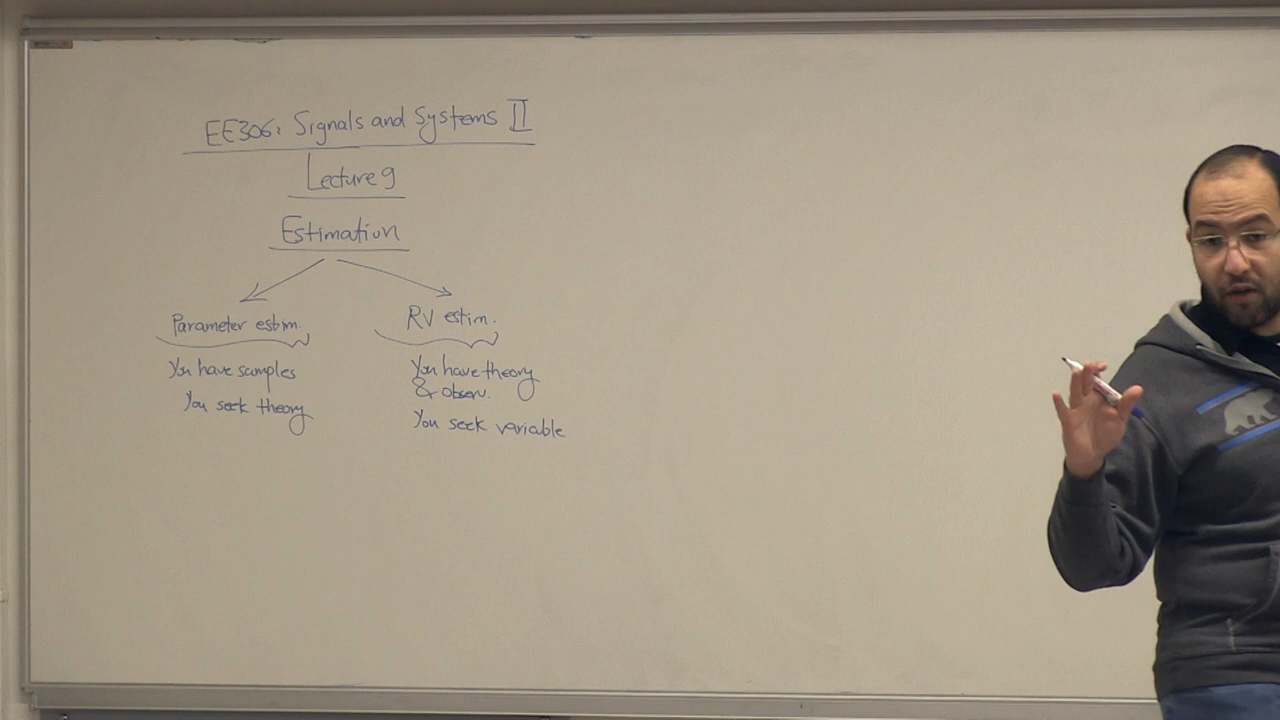 EE306: Signals and Systems II
Lecture 9
Estimation
Parameter estim.
You have samples
You seek theory
RV estim.
You have theory
& observ.
You seek variable